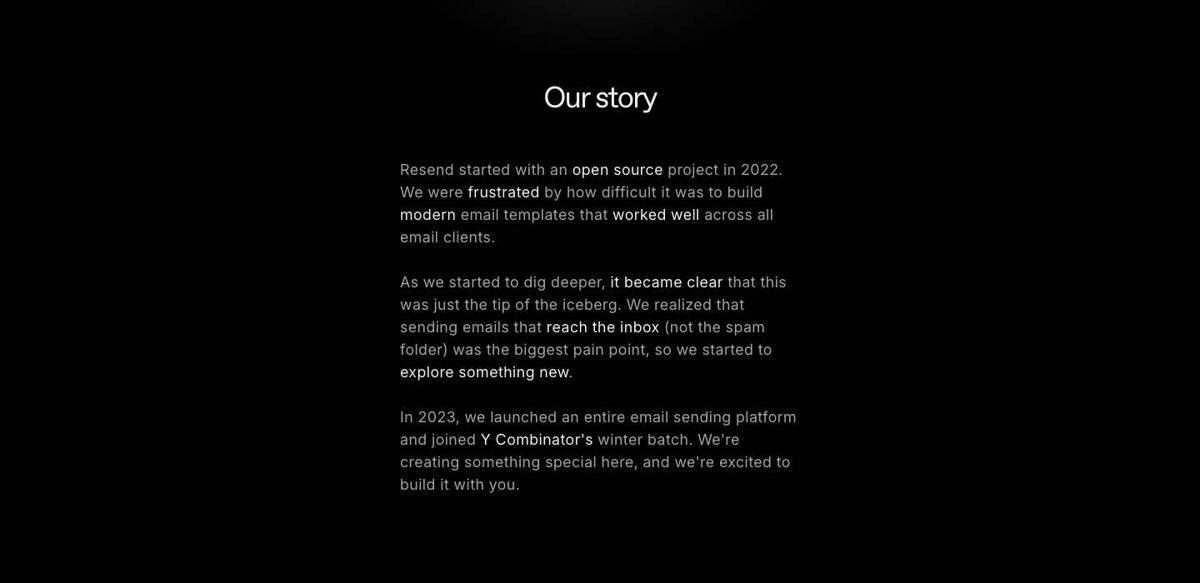 Our story
Resend started with an open source project in 2022.
We were frustrated by how difficult it was to build
modern email templates that worked well across all
email clients.
As we started to dig deeper, it became clear that this
was just the tip of the iceberg. We realized that
sending emails that reach the inbox (not the spam
folder) was the biggest pain point, so we started to
explore something new.
In 2023, we launched an entire email sending platform
and joined Y Combinator's winter batch. We're
creating something special here, and we're excited to
build it with you.